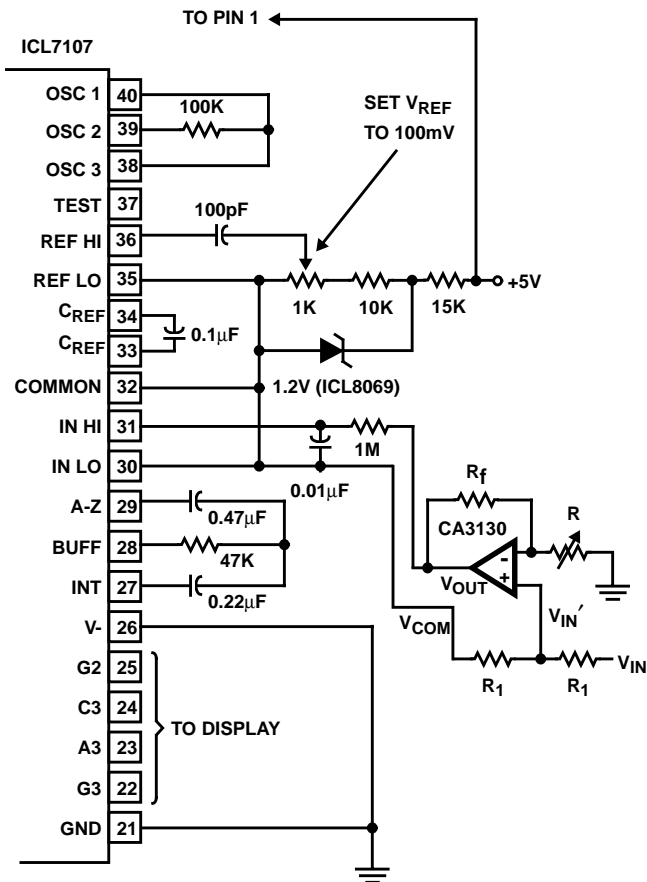 TO PIN 1
ICL7107
OSC 1 40
100K
SET VREF
TO 100mV
OSC 2 39
OSC 3 38
TEST 37
100pF
REF HI 36
REF LO 35
+5V
1K 10K 15K
CREF 34
0.1μF
CREF 33
COMMON 32
1.2V (ICL8069)
IN HI 31
1M
IN LO 30
0.01μF
Rf
A-Z 29
0.47μF
CA3130
R
BUFF 28
47K
-
+
INT 27
0.22μF
VOUT
VIN′
V- 26
VCOM
VIN
R1 R1
G2 25
C3 24
TO DISPLAY
A3 23
G3 22
GND 21